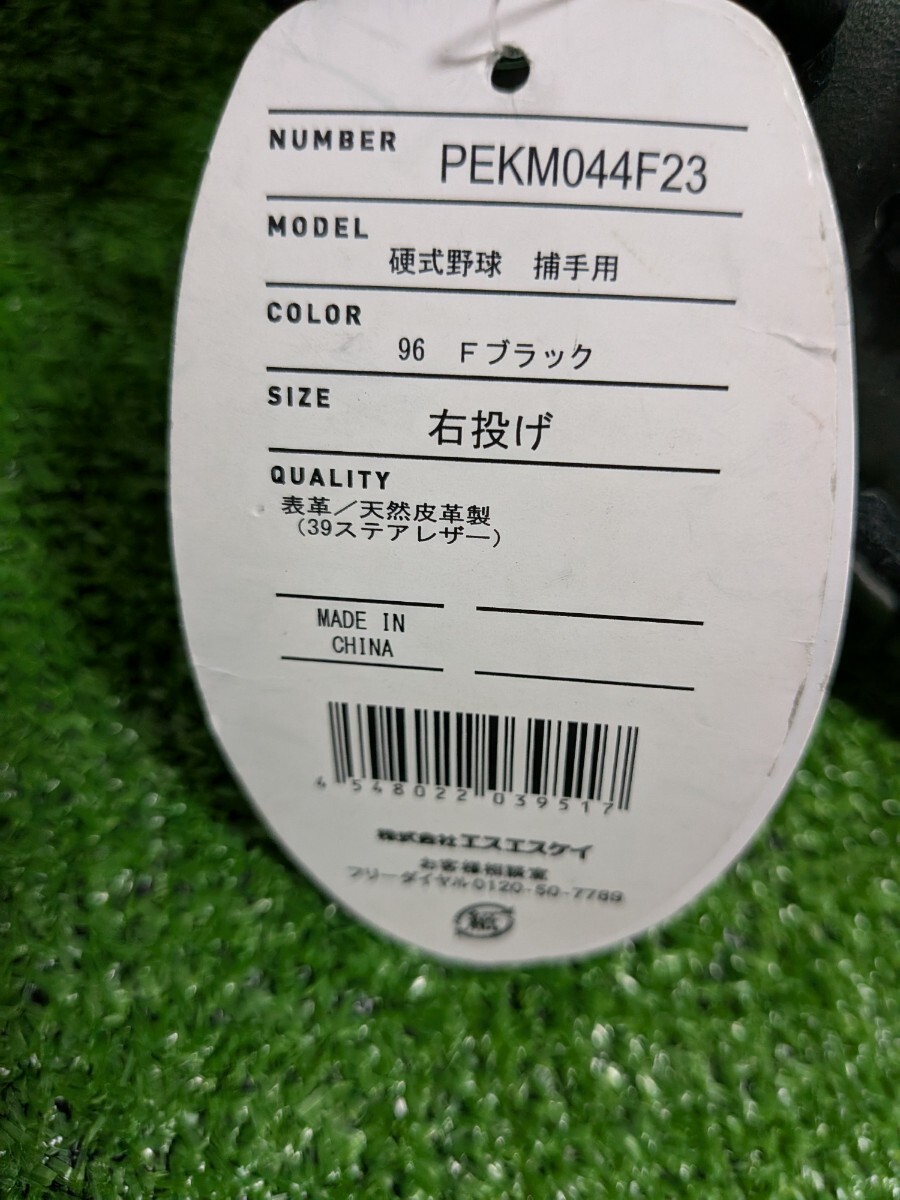 NUMBER PEKM044F23
MODEL
硬式野球 捕手用
COLOR
96 Fブラック
SIZE
右投げ
QUALITY
表革/天然皮革製
(39ステアレザー)
MADE IN
CHINA
4 548022 039517
株式会社エスエスケイ
お客様相談室
フリーダイヤル0120-50-7789
紙